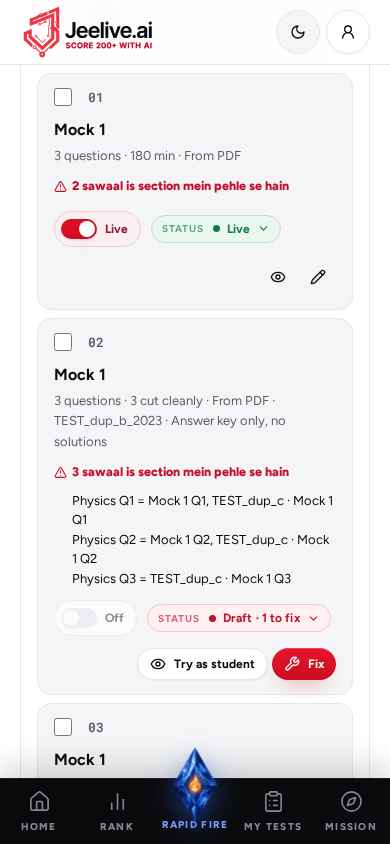 Jeelive.ai
SCORE 200+ WITH AI
01
Mock 1
3 questions · 180 min · From PDF
2 sawaal is section mein pehle se hain
Live
STATUS Live
02
Mock 1
3 questions · 3 cut cleanly · From PDF ·
TEST_dup_b_2023 · Answer key only, no
solutions
3 sawaal is section mein pehle se hain
Physics Q1 = Mock 1 Q1, TEST_dup_c · Mock 1
Q1
Physics Q2 = Mock 1 Q2, TEST_dup_c · Mock
1 Q2
Physics Q3 = TEST_dup_c · Mock 1 Q3
Off
STATUS Draft · 1 to fix
Try as student
Fix
03
Mock 1
HOME
RANK
RAPID FIRE
MY TESTS
MISSION